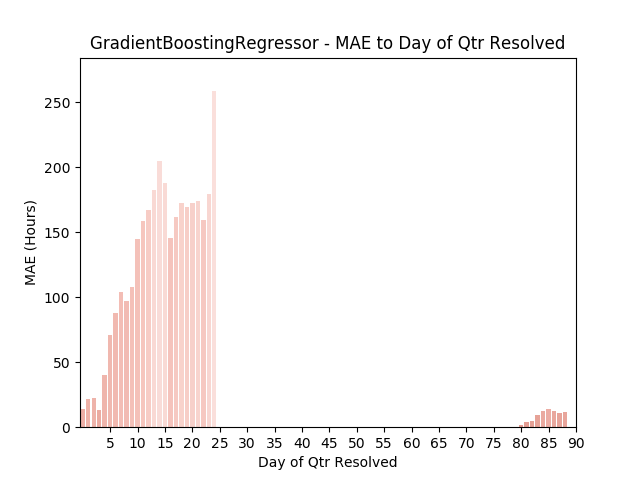 GradientBoostingRegressor - MAE to Day of Qtr Resolved
MAE (Hours)
250
200
150
100
50
0
5 10 15 20 25 30 35 40 45 50 55 60 65 70 75 80 85 90
Day of Qtr Resolved